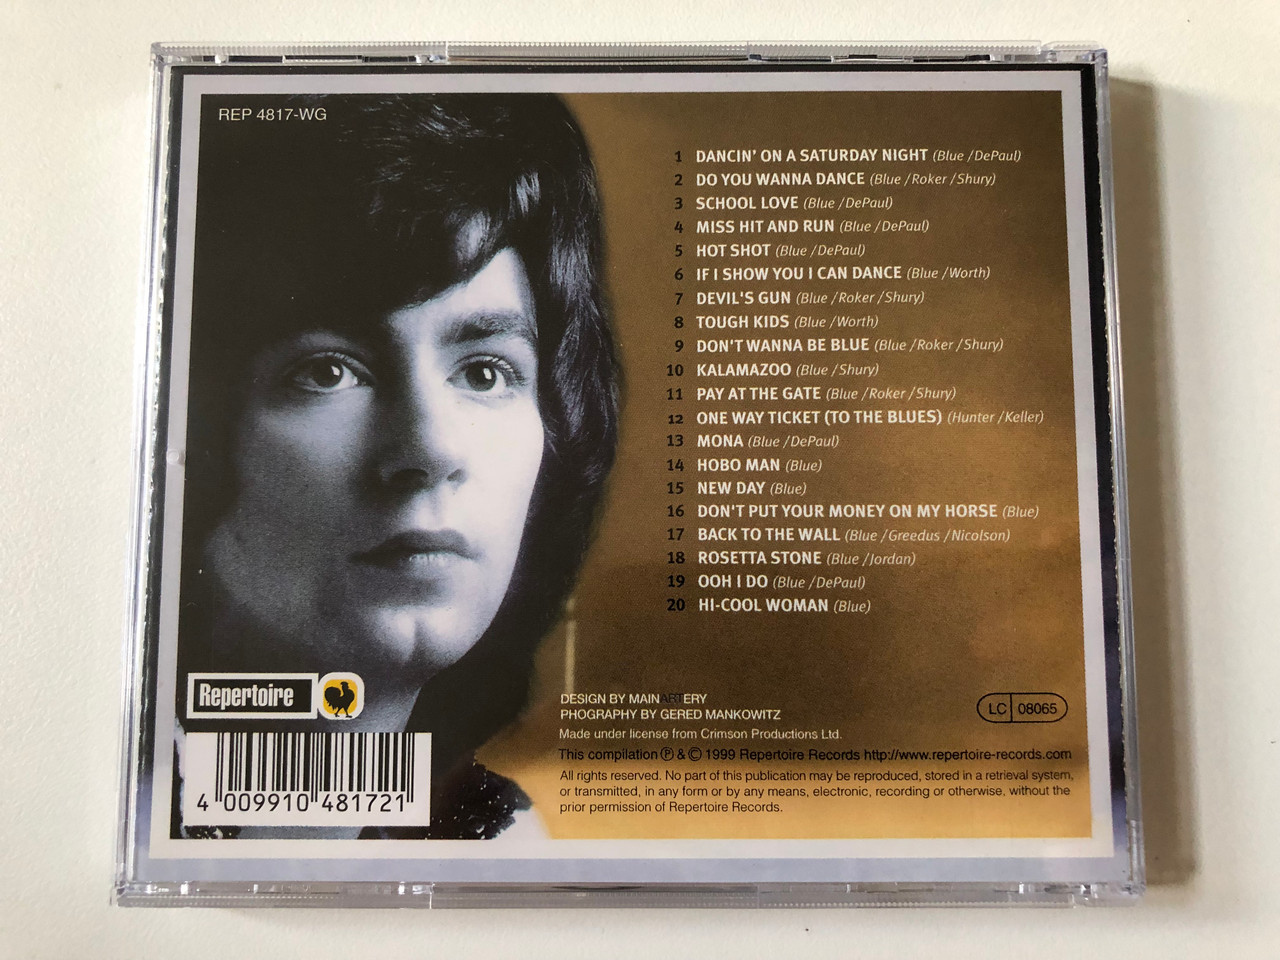 REP 4817-WG
1 DANCIN' ON A SATURDAY NIGHT (Blue /DePaul)
2 DO YOU WANNA DANCE (Blue /Roker /Shury)
3 SCHOOL LOVE (Blue /DePaul)
4 MISS HIT AND RUN (Blue /DePaul)
5 HOT SHOT (Blue /DePaul)
6 IF I SHOW YOU I CAN DANCE (Blue /Worth)
7 DEVIL'S GUN (Blue /Roker /Shury)
8 TOUGH KIDS (Blue /Worth)
9 DON'T WANNA BE BLUE (Blue /Roker /Shury)
10 KALAMAZOO (Blue /Shury)
11 PAY AT THE GATE (Blue /Roker /Shury)
12 ONE WAY TICKET (TO THE BLUES) (Hunter /Keller)
13 MONA (Blue /DePaul)
14 HOBO MAN (Blue)
15 NEW DAY (Blue)
16 DON'T PUT YOUR MONEY ON MY HORSE (Blue)
17 BACK TO THE WALL (Blue /Greedus /Nicolson)
18 ROSETTA STONE (Blue /Jordan)
19 OOH I DO (Blue /DePaul)
20 HI-COOL WOMAN (Blue)
Repertoire
4 009910 481721
DESIGN BY MAINARTERY
PHOGRAPHY BY GERED MANKOWITZ
Made under license from Crimson Productions Ltd.
LC 08065
This compilation ℗ & © 1999 Repertoire Records http://www.repertoire-records.com
All rights reserved. No part of this publication may be reproduced, stored in a retrieval system,
or transmitted, in any form or by any means, electronic, recording or otherwise, without the
prior permission of Repertoire Records.